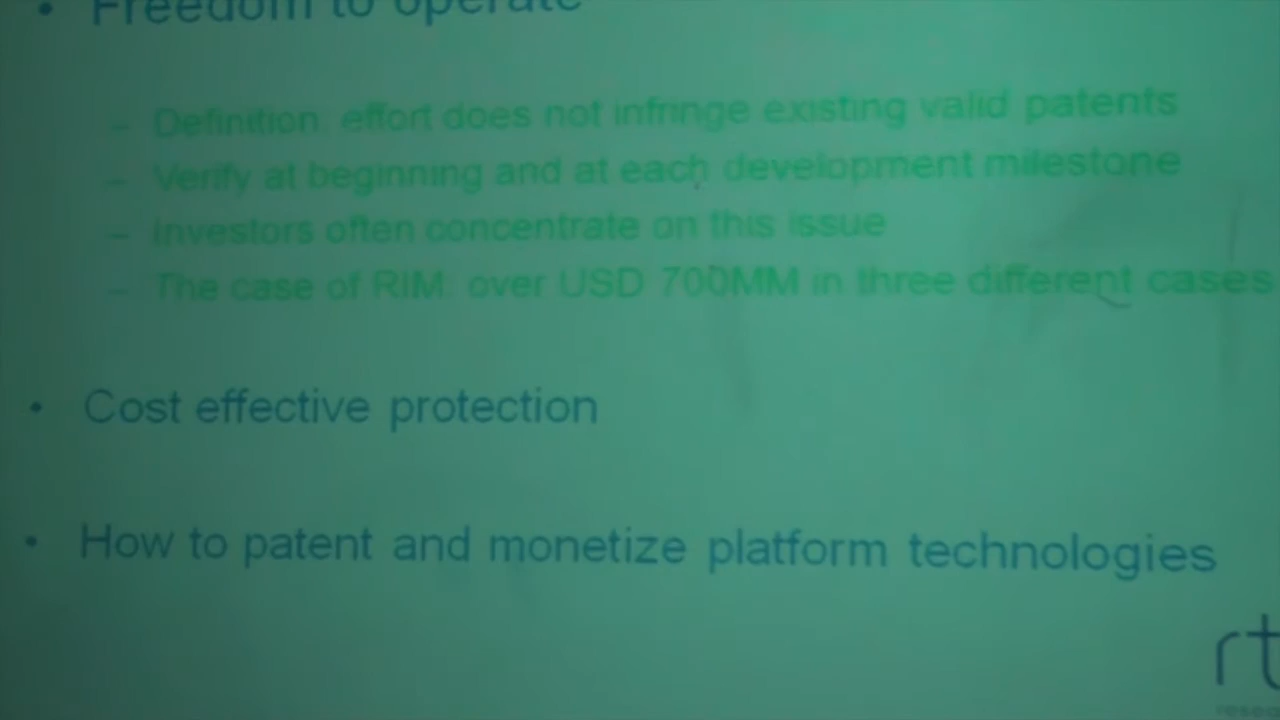 • Freedom to operate
– Definition: effort does not infringe existing valid patents
– Verify at beginning and at each development milestone
– Investors often concentrate on this issue
– The case of RIM: over USD 700MM in three different cases
• Cost effective protection
• How to patent and monetize platform technologies
rt